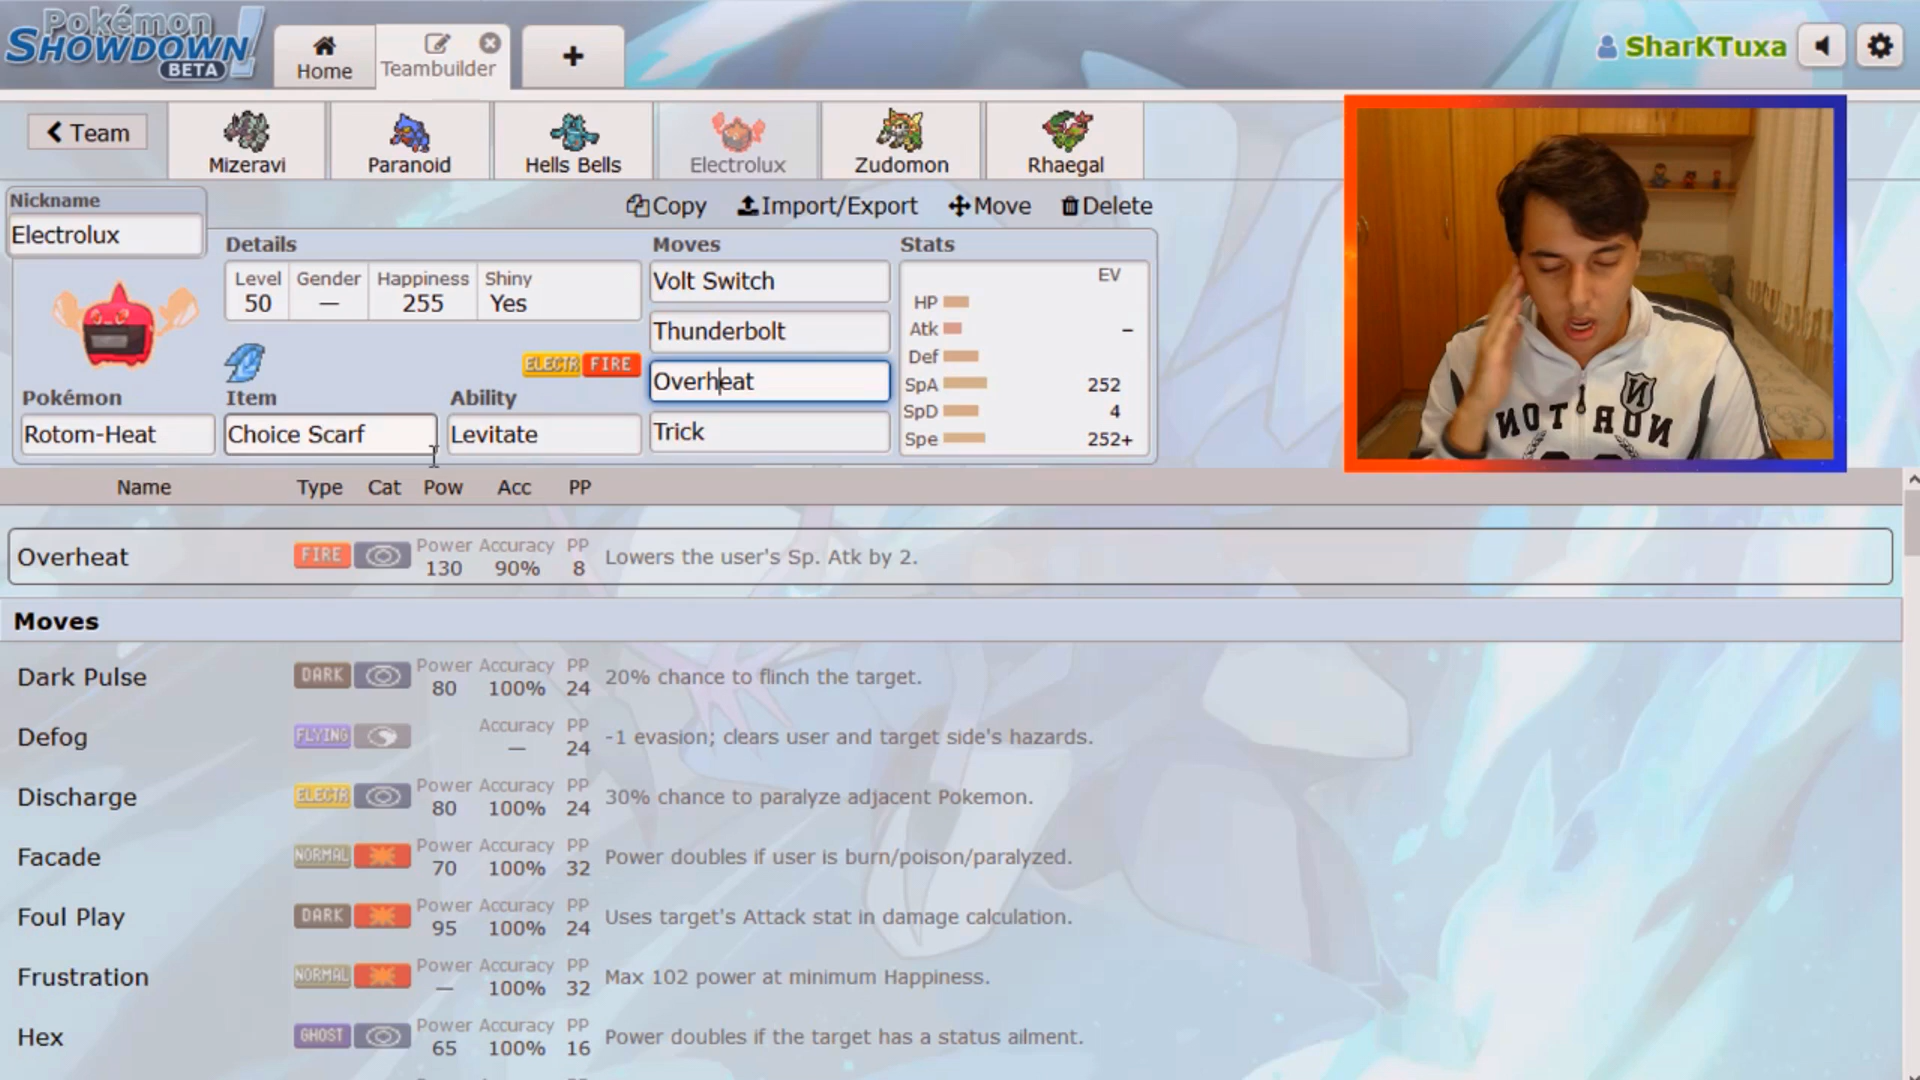 Pokémon
SHOWDOWN!
BETA
Home
Teambuilder
SharKTuxa
Team
Mizeravi
Paranoid
Hells Bells
Electrolux
Zudomon
Rhaegal
Nickname
Electrolux
Copy
Import/Export
Move
Delete
Details
Level
Gender
Happiness
Shiny
50
—
255
Yes
ELECTR FIRE
Pokémon
Item
Ability
Rotom-Heat
Choice Scarf
Levitate
Moves
Volt Switch
Thunderbolt
Overheat
Trick
Stats
EV
HP
Atk –
Def
SpA 252
SpD 4
Spe 252+
NOT NUЯ
Name Type Cat Pow Acc PP
Overheat FIRE Power 130 Accuracy 90% PP 8 Lowers the user's Sp. Atk by 2.
Moves
Dark Pulse DARK Power 80 Accuracy 100% PP 24 20% chance to flinch the target.
Defog FLYING Accuracy — PP 24 -1 evasion; clears user and target side's hazards.
Discharge ELECTR Power 80 Accuracy 100% PP 24 30% chance to paralyze adjacent Pokemon.
Facade NORMAL Power 70 Accuracy 100% PP 32 Power doubles if user is burn/poison/paralyzed.
Foul Play DARK Power 95 Accuracy 100% PP 24 Uses target's Attack stat in damage calculation.
Frustration NORMAL Power — Accuracy 100% PP 32 Max 102 power at minimum Happiness.
Hex GHOST Power 65 Accuracy 100% PP 16 Power doubles if the target has a status ailment.
Power Accuracy PP